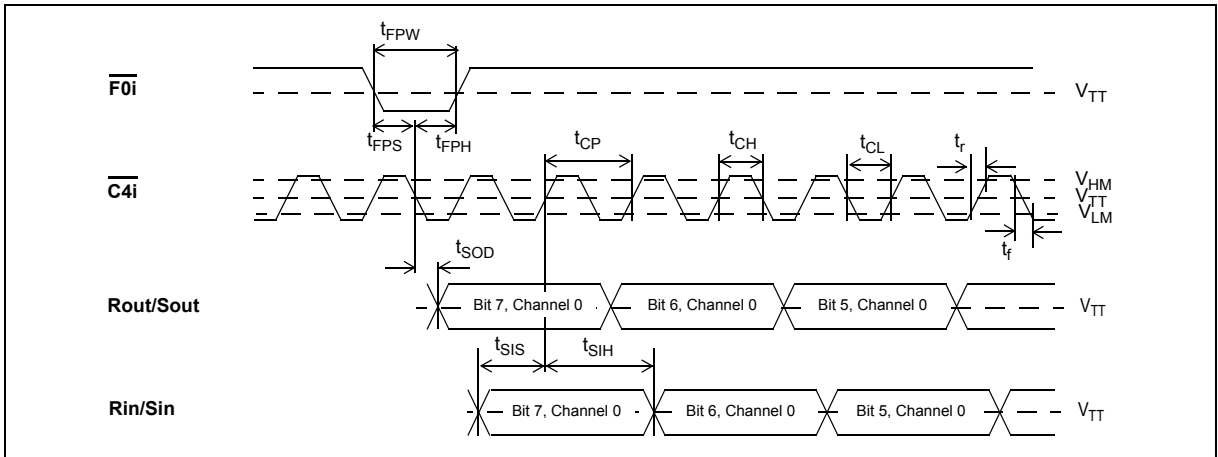 tFPW
F0i
VTT
tFPS
tFPH
tCP
tCH
tCL
tr
C4i
VHM
VTT
VLM
tf
tSOD
Rout/Sout
Bit 7, Channel 0
Bit 6, Channel 0
Bit 5, Channel 0
VTT
tSIS
tSIH
Rin/Sin
Bit 7, Channel 0
Bit 6, Channel 0
Bit 5, Channel 0
VTT